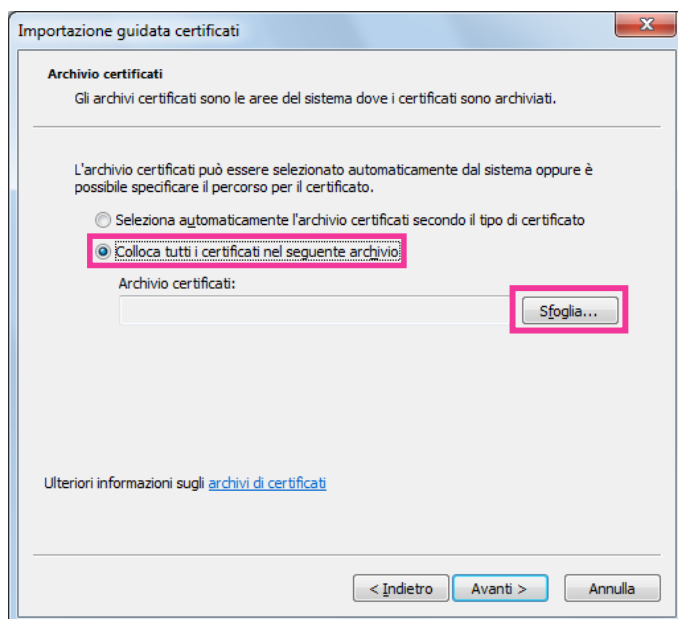 Importazione guidata certificati
Archivio certificati
Gli archivi certificati sono le aree del sistema dove i certificati sono archiviati.
L'archivio certificati può essere selezionato automaticamente dal sistema oppure è
possibile specificare il percorso per il certificato.
Seleziona automaticamente l'archivio certificati secondo il tipo di certificato
Colloca tutti i certificati nel seguente archivio
Archivio certificati:
Sfoglia...
Ulteriori informazioni sugli archivi di certificati
< Indietro Avanti > Annulla